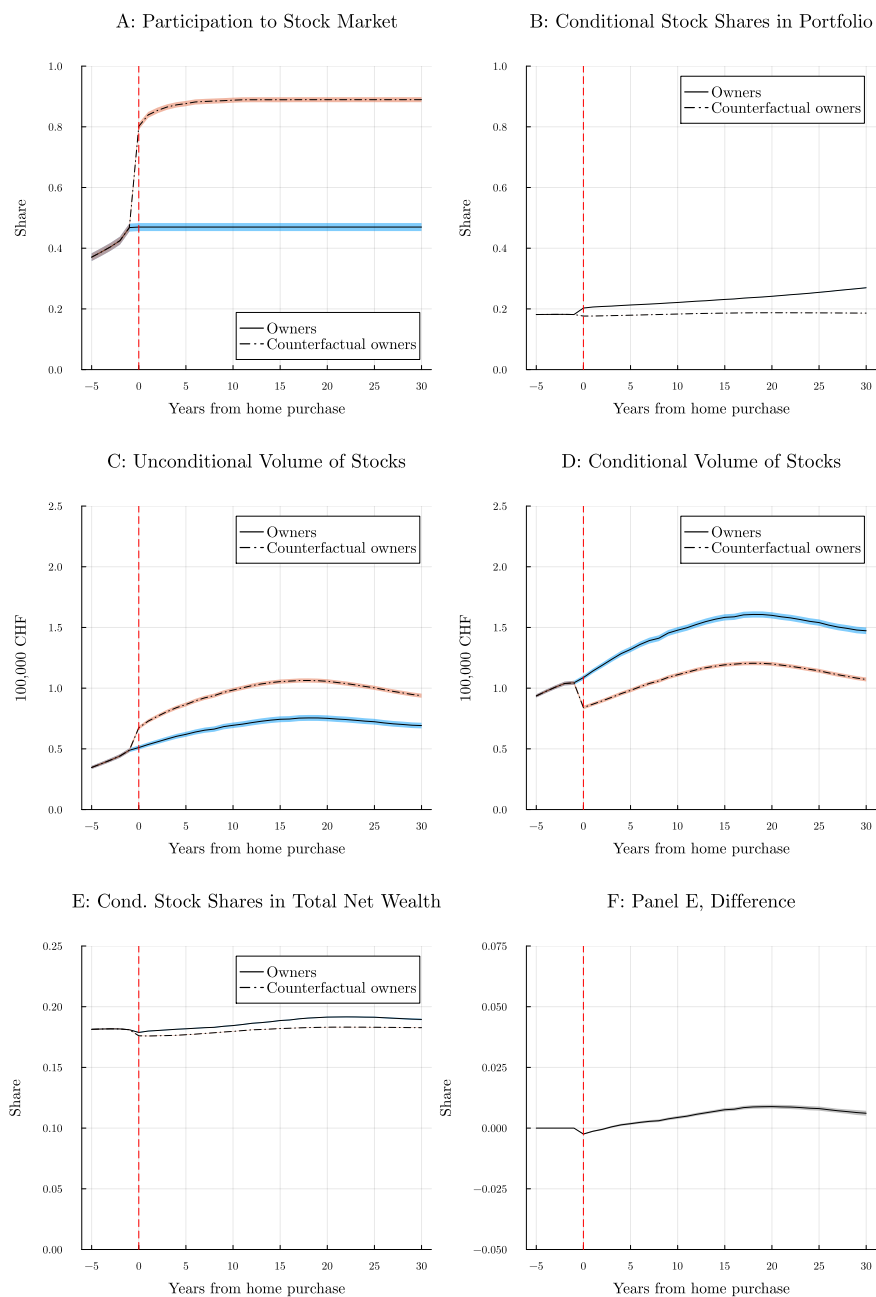 A: Participation to Stock Market
1.0
0.8
0.6
0.4
0.2
0.0
Share
Owners
Counterfactual owners
−5 0 5 10 15 20 25 30
Years from home purchase
B: Conditional Stock Shares in Portfolio
1.0
0.8
0.6
0.4
0.2
0.0
Share
Owners
Counterfactual owners
−5 0 5 10 15 20 25 30
Years from home purchase
C: Unconditional Volume of Stocks
2.5
2.0
1.5
1.0
0.5
0.0
100,000 CHF
Owners
Counterfactual owners
−5 0 5 10 15 20 25 30
Years from home purchase
D: Conditional Volume of Stocks
2.5
2.0
1.5
1.0
0.5
0.0
100,000 CHF
Owners
Counterfactual owners
−5 0 5 10 15 20 25 30
Years from home purchase
E: Cond. Stock Shares in Total Net Wealth
0.25
0.20
0.15
0.10
0.05
0.00
Share
Owners
Counterfactual owners
−5 0 5 10 15 20 25 30
Years from home purchase
F: Panel E, Difference
0.075
0.050
0.025
0.000
−0.025
−0.050
Share
−5 0 5 10 15 20 25 30
Years from home purchase